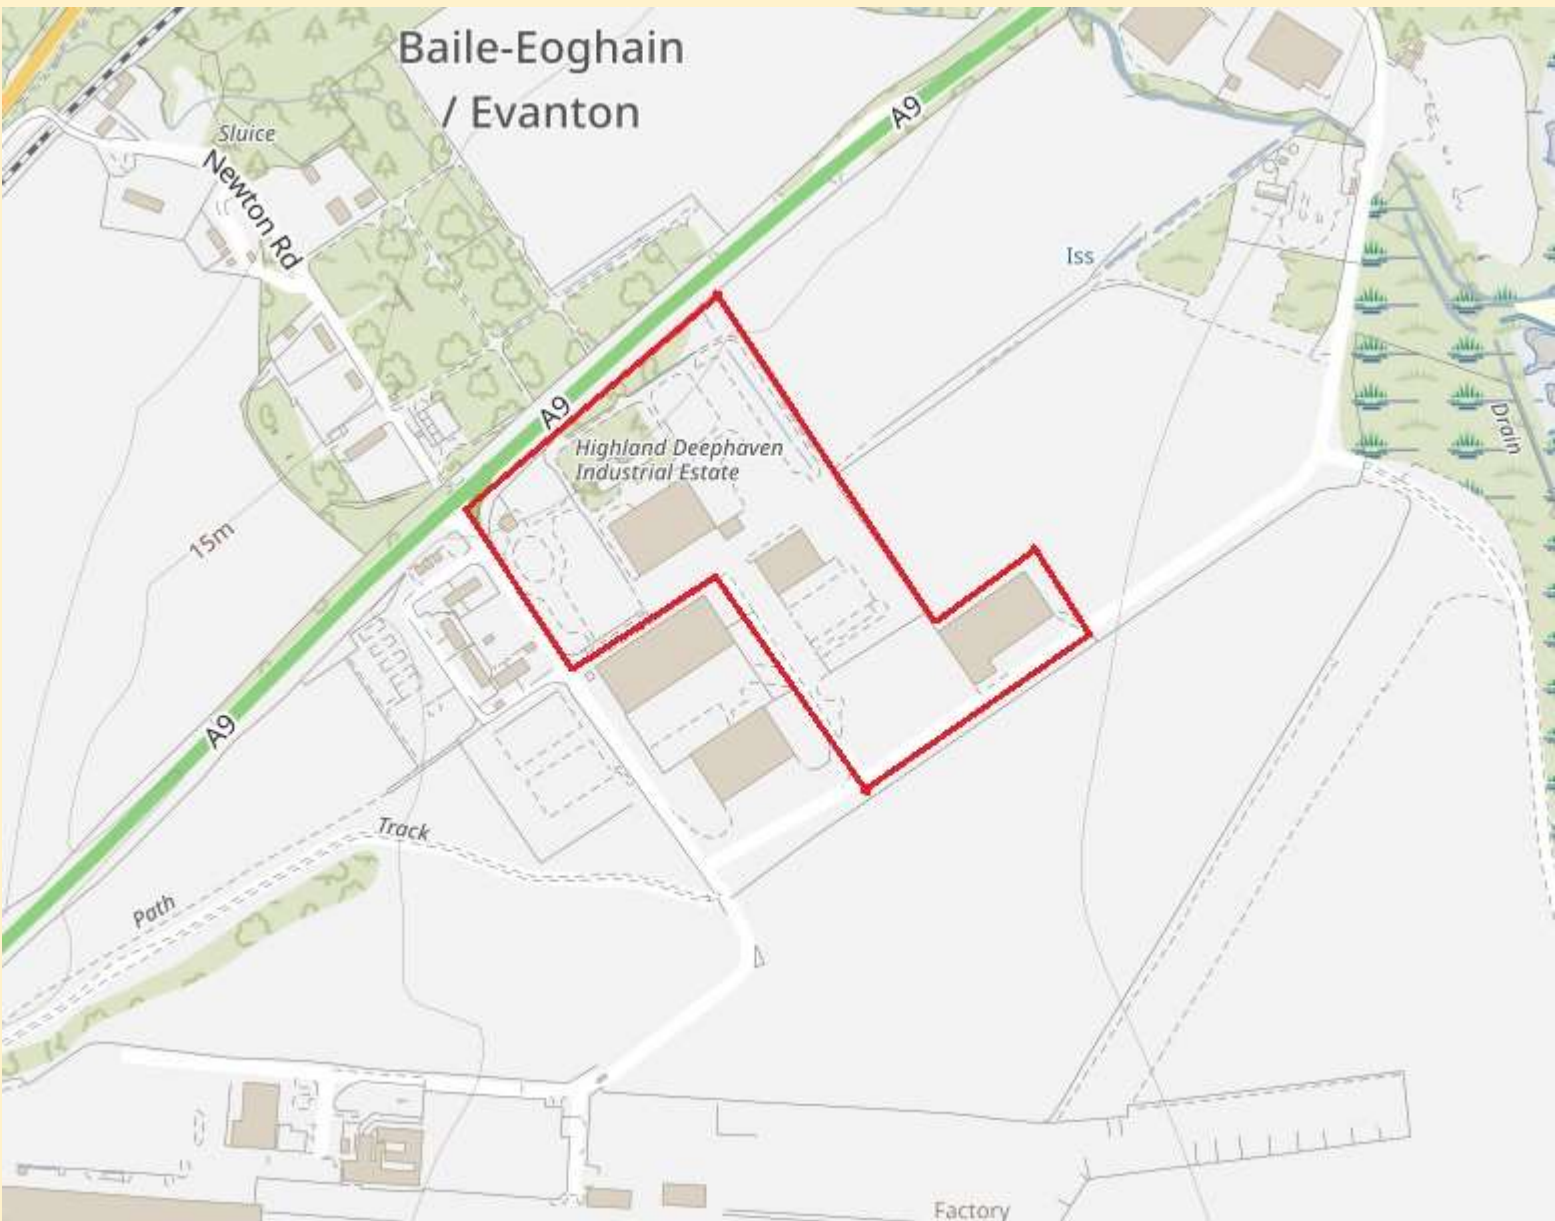 Baile-Eoghain
/ Evanton
A9
Sluice
Newton Rd
Iss
A9
Drain
Highland Deephaven
Industrial Estate
15m
A9
Track
Path
Factory